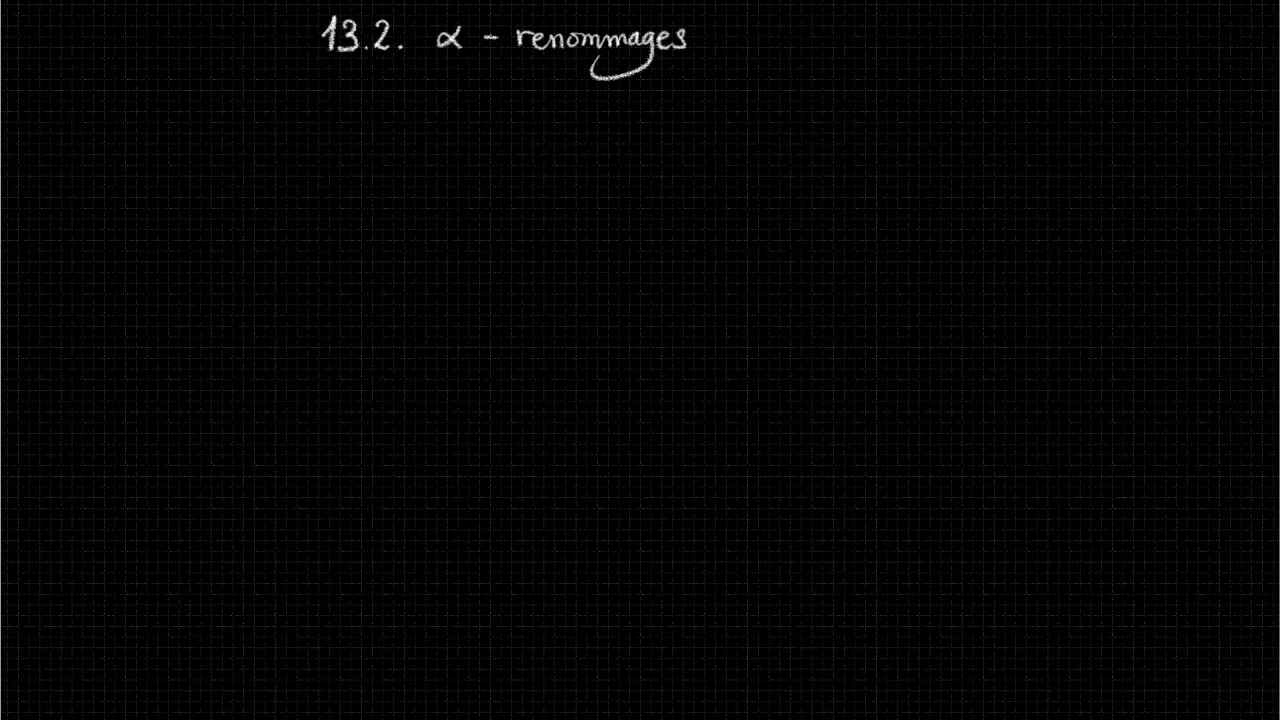 13.2. α - renommages